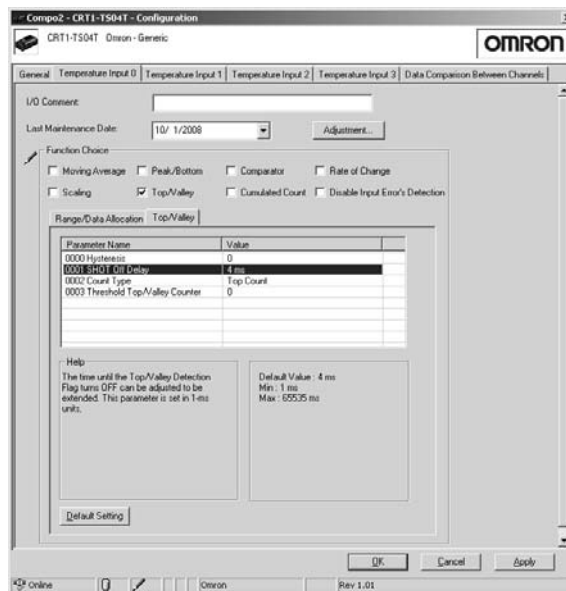 Compo2 - CRT1-TS04T - Configuration
CRT1-TS04T Omron - Generic
OMRON
General Temperature Input 0 Temperature Input 1 Temperature Input 2 Temperature Input 3 Data Comparison Between Channels
I/O Comment:
Last Maintenance Date: 10/ 1/2008 Adjustment...
Function Choice
Moving Average Peak/Bottom Comparator Rate of Change
Scaling Top/Valley Cumulated Count Disable Input Error's Detection
Range/Data Allocation Top/Valley
Parameter Name Value
0000 Hysteresis 0
0001 SHOT Off Delay 4 ms
0002 Count Type Top Count
0003 Threshold Top/Valley Counter 0
Help
The time until the Top/Valley Detection
Flag turns OFF can be adjusted to be
extended. This parameter is set in 1-ms
units.
Default Value : 4 ms
Min : 1 ms
Max : 65535 ms
Default Setting
OK Cancel Apply
Online Omron Rev 1.01